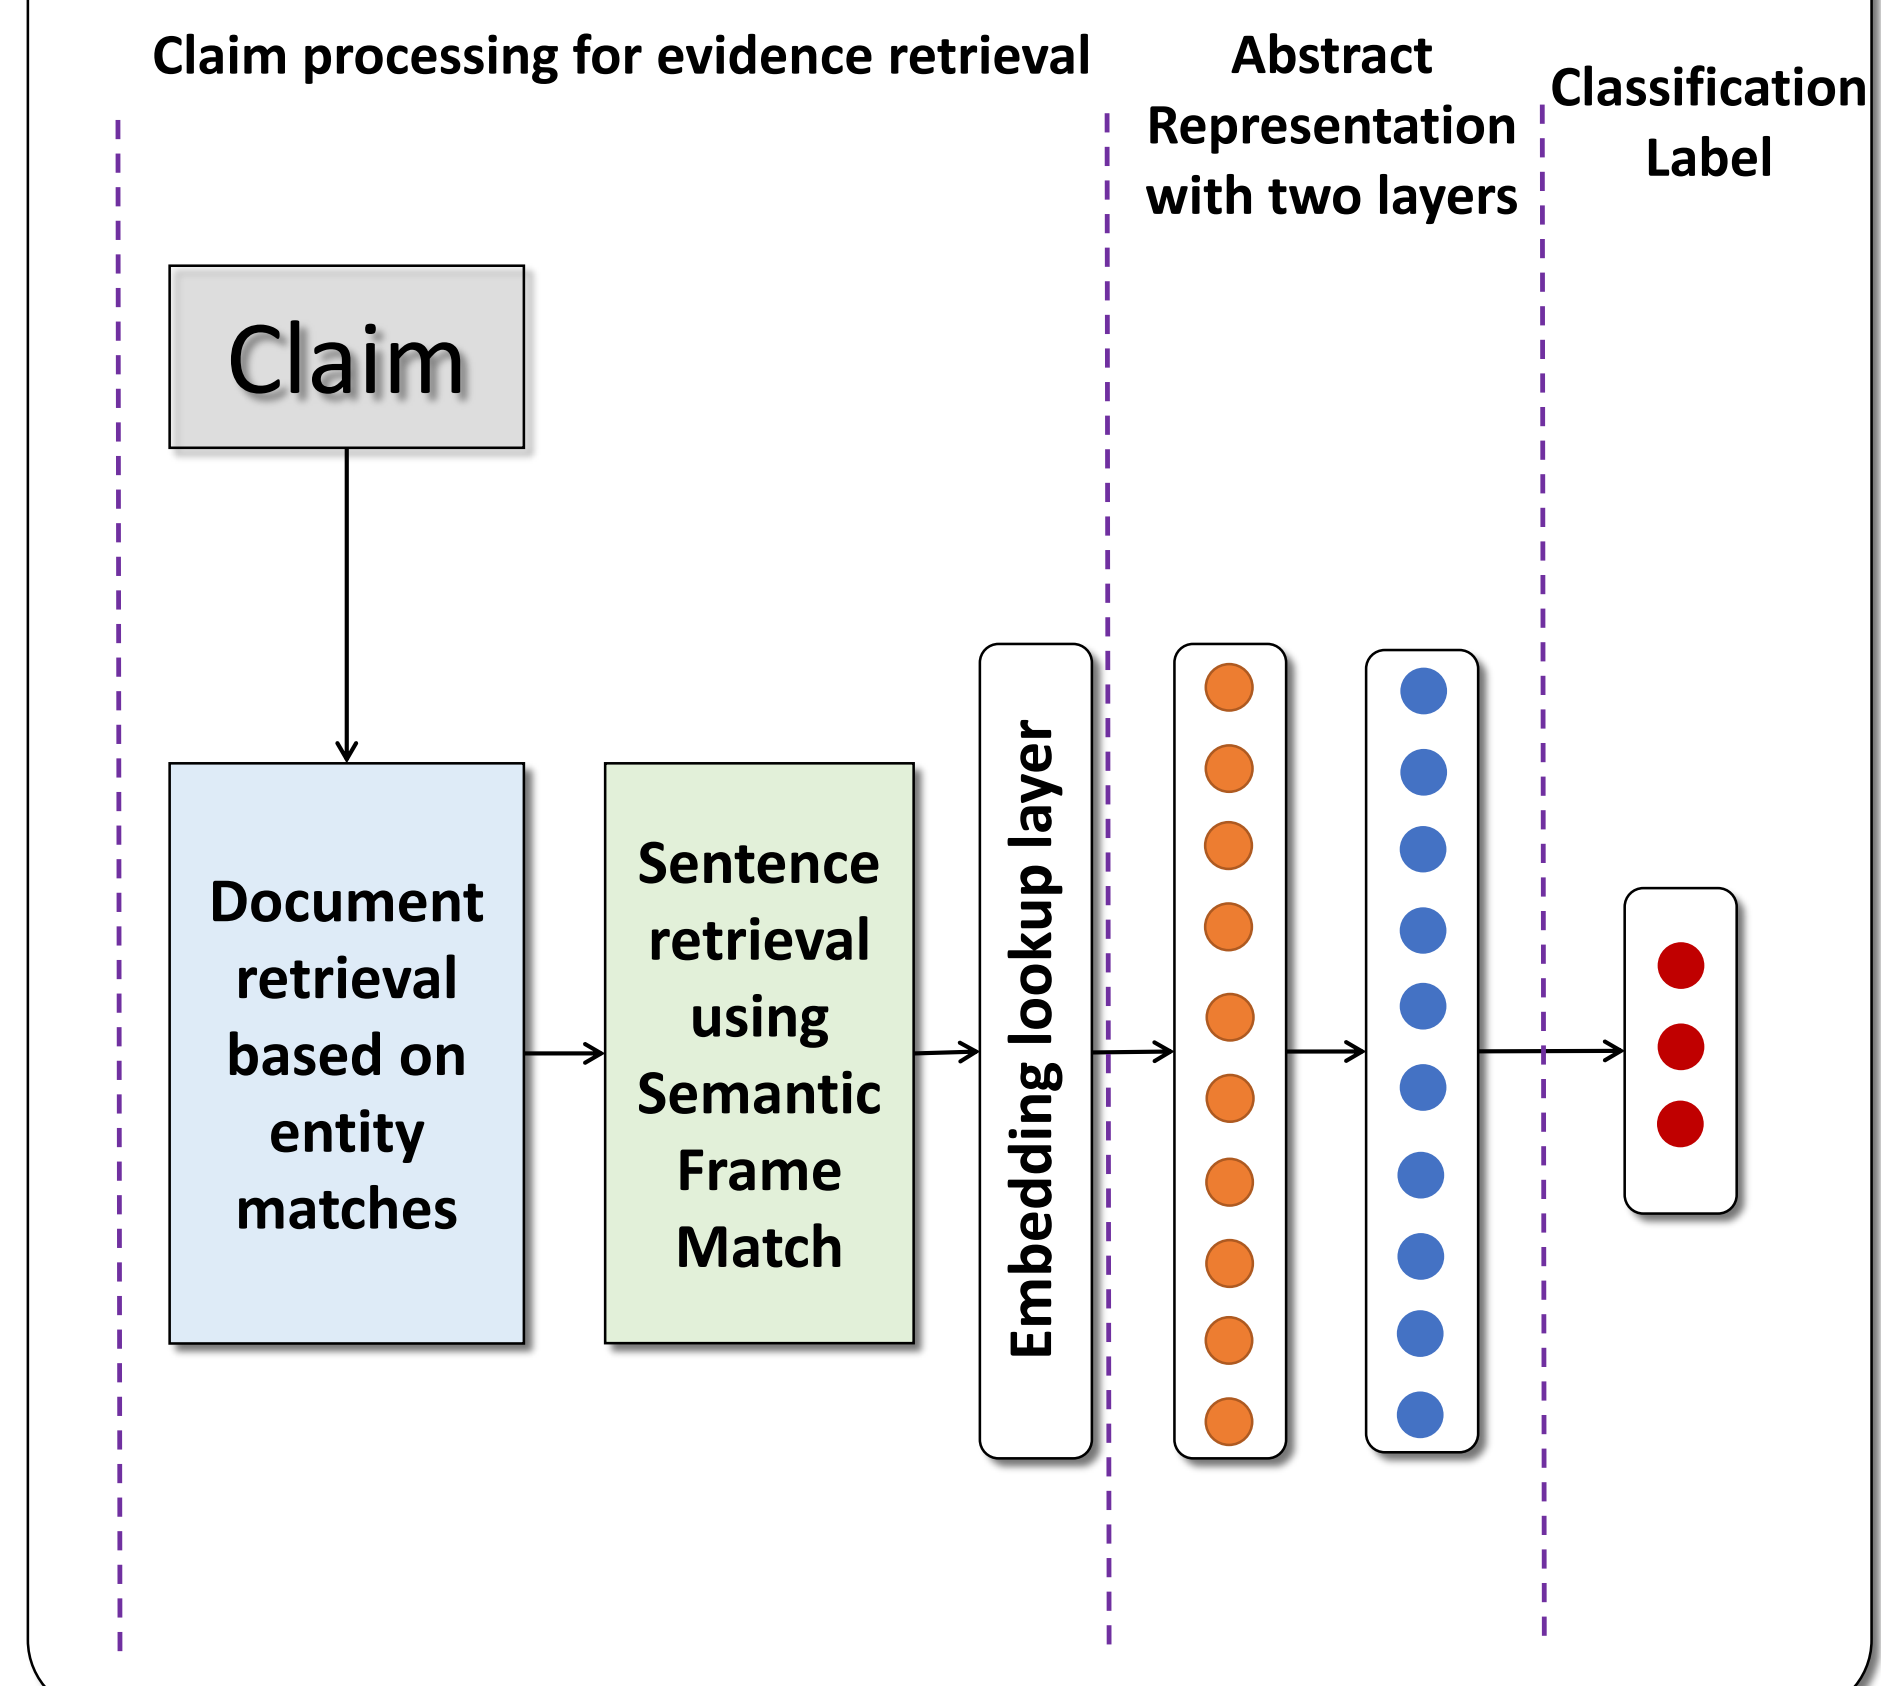 Claim processing for evidence retrieval
Abstract
Representation
with two layers
Classification
Label
Claim
Document
retrieval
based on
entity
matches
Sentence
retrieval
using
Semantic
Frame
Match
Embedding lookup layer